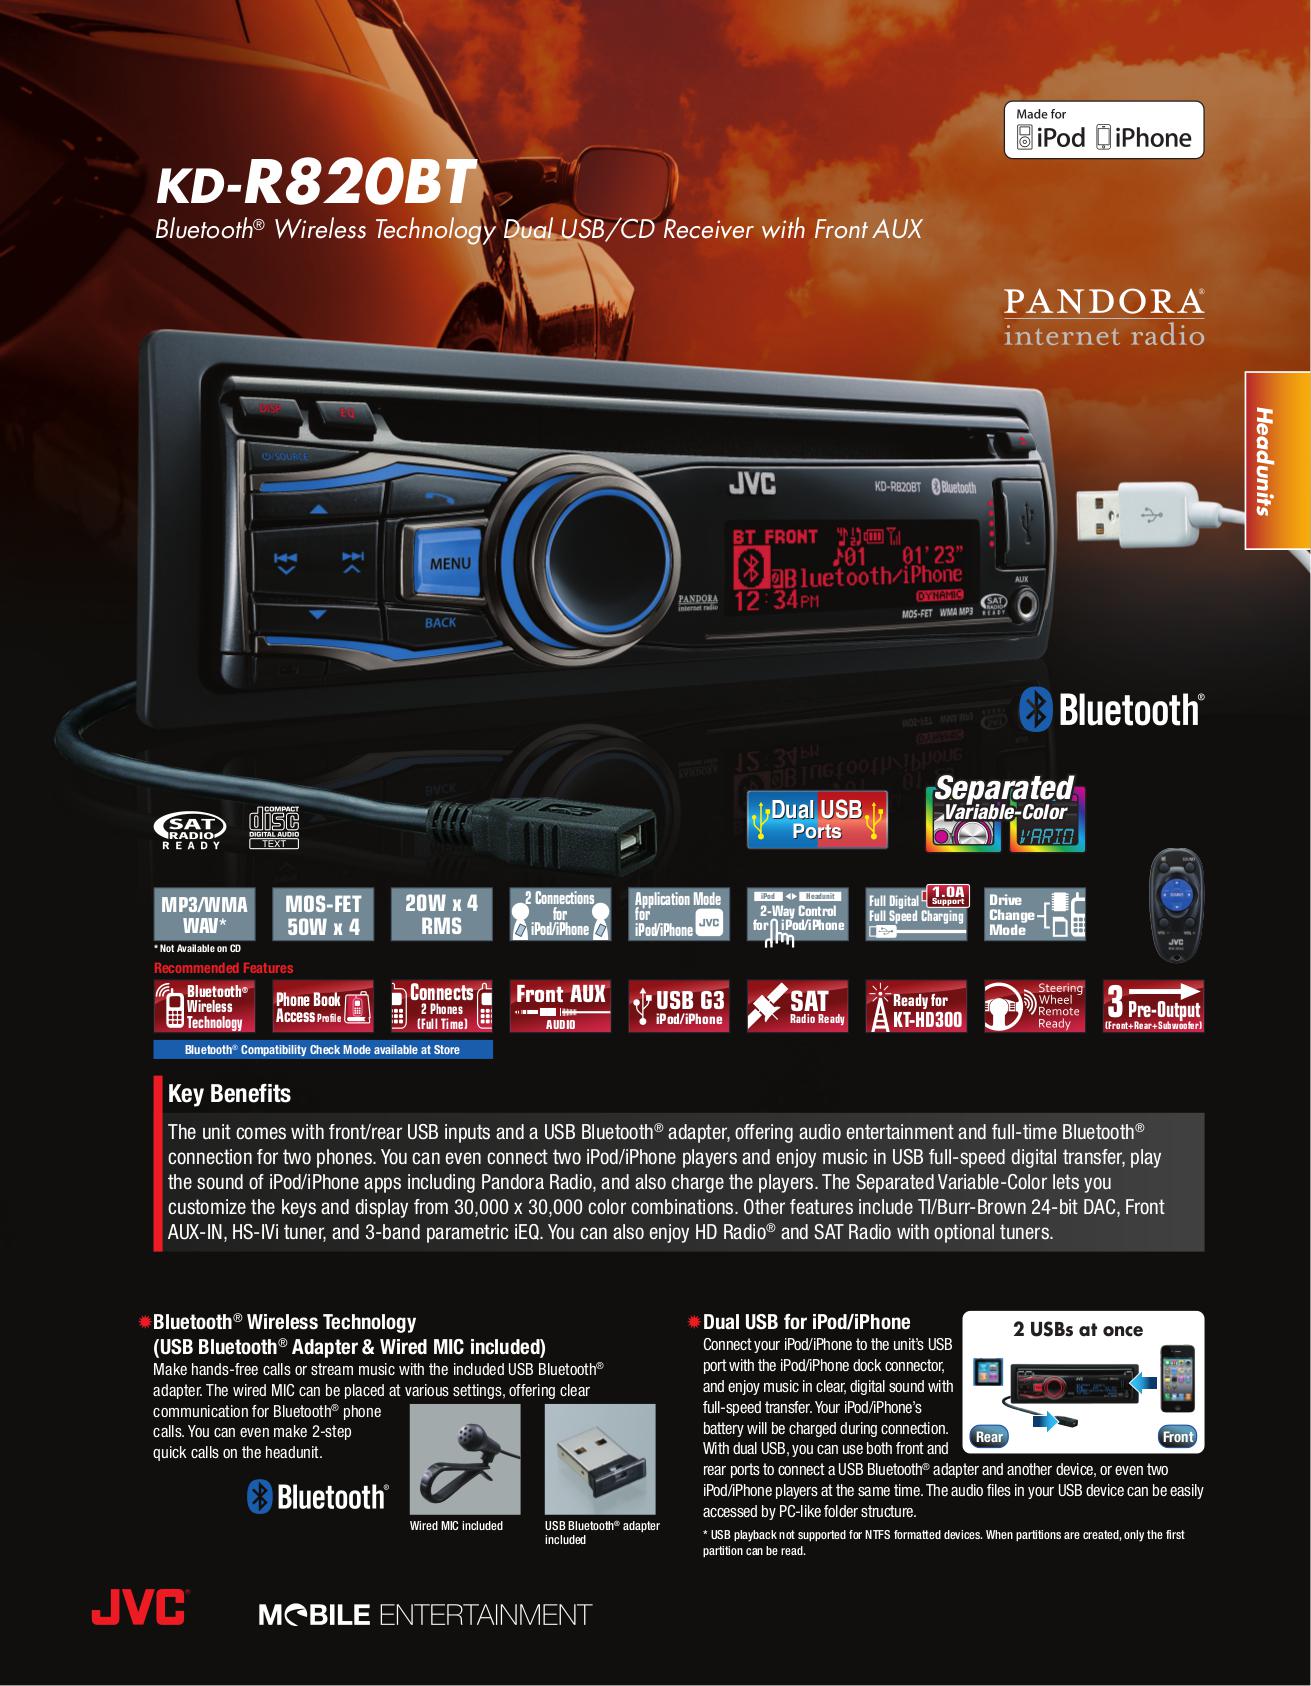 Made for
iPod iPhone
KD-R820BT
Bluetooth® Wireless Technology Dual USB/CD Receiver with Front AUX
PANDORA®
internet radio
Headunits
DISP
EQ
⏻/SOURCE
MENU
BACK
JVC
KD-R820BT Bluetooth
BT FRONT
♪01 01'23"
Bluetooth/iPhone
12:34PM
DYNAMIC
PANDORA
internet radio
MOS-FET WMA MP3
SAT
RADIO
READY
AUX
Bluetooth®
SAT
RADIO
READY
COMPACT
disc
DIGITAL AUDIO
TEXT
Dual USB
Ports
Separated
Variable-Color
VARIO
MP3/WMA
WAV*
* Not Available on CD
MOS-FET
50W x 4
20W x 4
RMS
2 Connections
for
iPod/iPhone
Application Mode
for
iPod/iPhone
JVC
iPod Headunit
2-Way Control
for iPod/iPhone
Full Digital
1.0A
Support
Full Speed Charging
Drive
Change
Mode
SOUND
SOURCE
VOL - VOL +
JVC
Recommended Features
Bluetooth®
Wireless
Technology
Phone Book
Access Profile
Connects
2 Phones
(Full Time)
Front AUX
AUDIO
USB G3
iPod/iPhone
SAT
Radio Ready
Ready for
KT-HD300
Steering
Wheel
Remote
Ready
3 Pre-Output
(Front+Rear+Subwoofer)
Bluetooth® Compatibility Check Mode available at Store
Key Benefits
The unit comes with front/rear USB inputs and a USB Bluetooth® adapter, offering audio entertainment and full-time Bluetooth®
connection for two phones. You can even connect two iPod/iPhone players and enjoy music in USB full-speed digital transfer, play
the sound of iPod/iPhone apps including Pandora Radio, and also charge the players. The Separated Variable-Color lets you
customize the keys and display from 30,000 x 30,000 color combinations. Other features include TI/Burr-Brown 24-bit DAC, Front
AUX-IN, HS-IVi tuner, and 3-band parametric iEQ. You can also enjoy HD Radio® and SAT Radio with optional tuners.
Bluetooth® Wireless Technology
(USB Bluetooth® Adapter & Wired MIC included)
Make hands-free calls or stream music with the included USB Bluetooth®
adapter. The wired MIC can be placed at various settings, offering clear
communication for Bluetooth® phone
calls. You can even make 2-step
quick calls on the headunit.
Bluetooth®
Wired MIC included
USB Bluetooth® adapter
included
Dual USB for iPod/iPhone
Connect your iPod/iPhone to the unit's USB
port with the iPod/iPhone dock connector,
and enjoy music in clear, digital sound with
full-speed transfer. Your iPod/iPhone's
battery will be charged during connection.
With dual USB, you can use both front and
rear ports to connect a USB Bluetooth® adapter and another device, or even two
iPod/iPhone players at the same time. The audio files in your USB device can be easily
accessed by PC-like folder structure.
* USB playback not supported for NTFS formatted devices. When partitions are created, only the first
partition can be read.
2 USBs at once
Rear
Front
JVC®
MOBILE ENTERTAINMENT